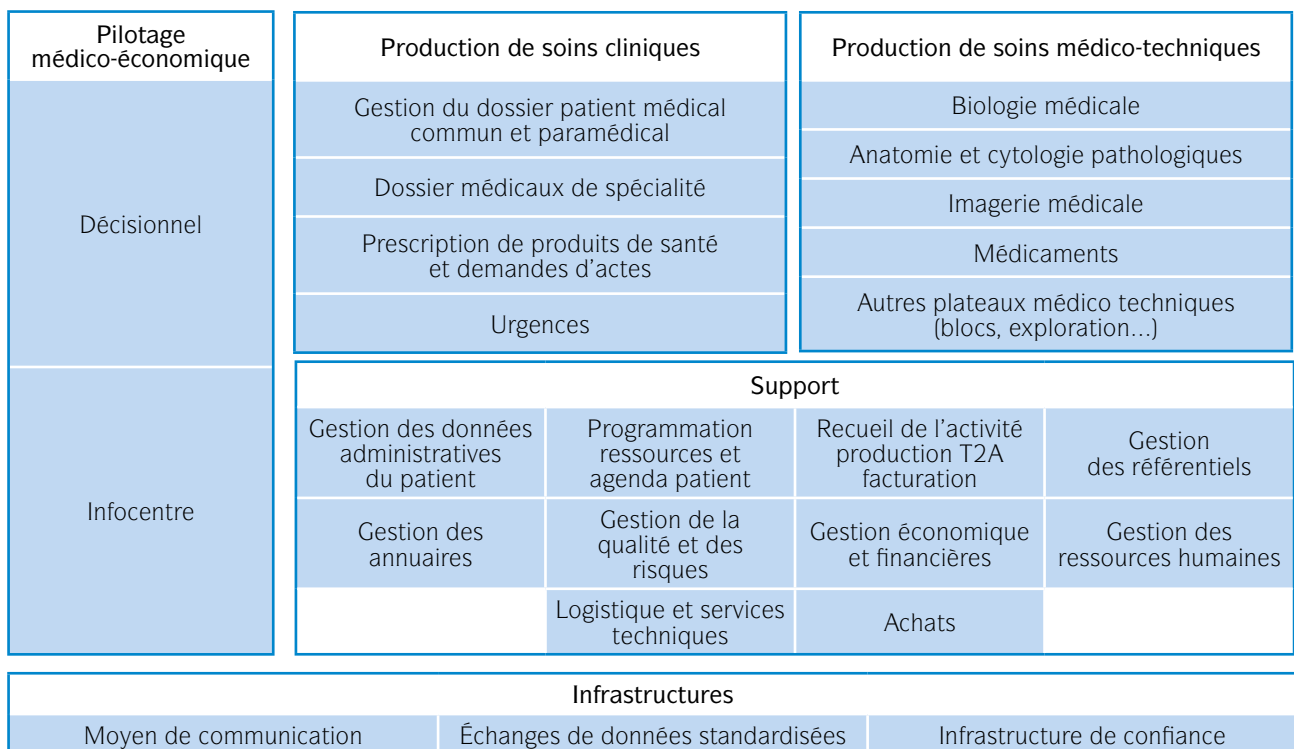 Pilotage
médico-économique
Décisionnel
Infocentre
Production de soins cliniques
Gestion du dossier patient médical
commun et paramédical
Dossier médicaux de spécialité
Prescription de produits de santé
et demandes d'actes
Urgences
Production de soins médico-techniques
Biologie médicale
Anatomie et cytologie pathologiques
Imagerie médicale
Médicaments
Autres plateaux médico techniques
(blocs, exploration…)
Support
Gestion des données
administratives
du patient
Programmation
ressources et
agenda patient
Recueil de l'activité
production T2A
facturation
Gestion
des référentiels
Gestion des
annuaires
Gestion de la
qualité et des
risques
Gestion économique
et financières
Gestion des
ressources humaines
Logistique et services
techniques
Achats
Infrastructures
Moyen de communication
Échanges de données standardisées
Infrastructure de confiance